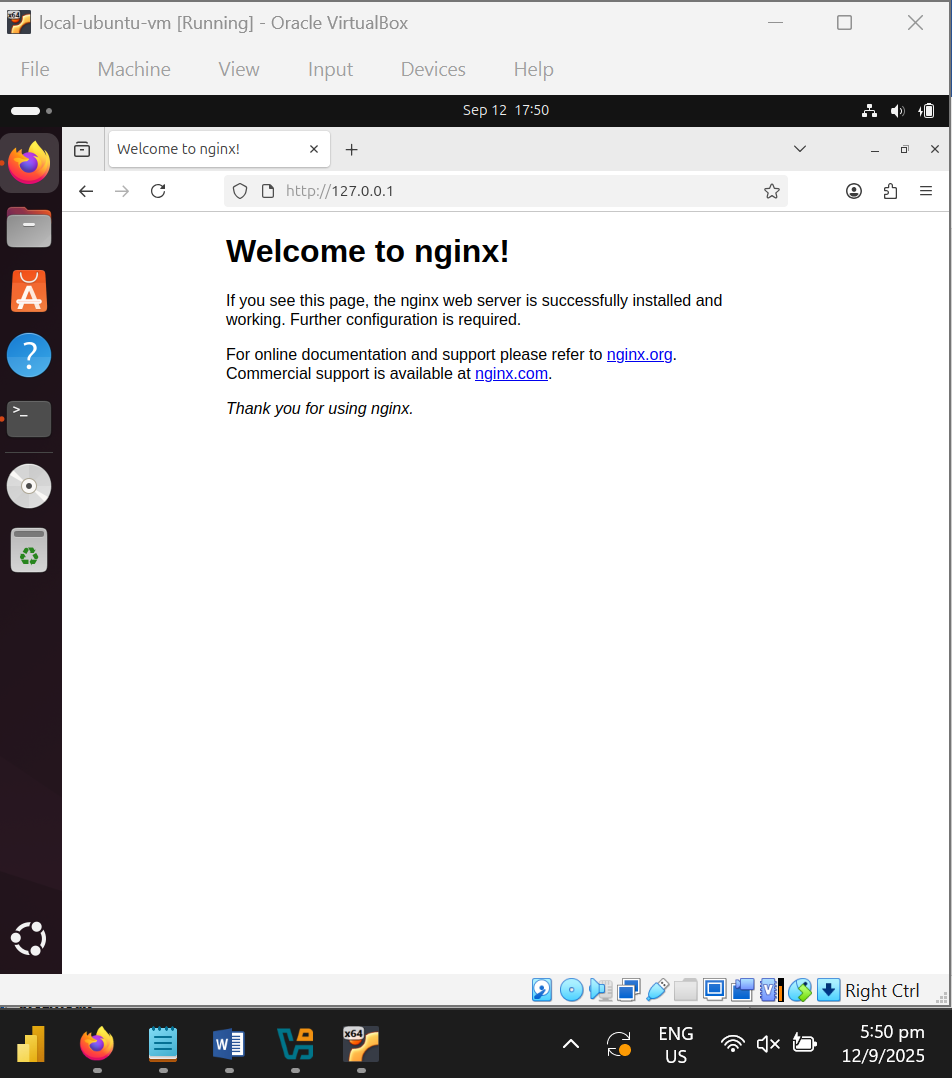 local-ubuntu-vm [Running] - Oracle VirtualBox
File Machine View Input Devices Help
Sep 12 17:50
Welcome to nginx!
http://127.0.0.1
Welcome to nginx!
If you see this page, the nginx web server is successfully installed and
working. Further configuration is required.
For online documentation and support please refer to nginx.org.
Commercial support is available at nginx.com.
Thank you for using nginx.
Right Ctrl
x64
ENG
US
5:50 pm
12/9/2025